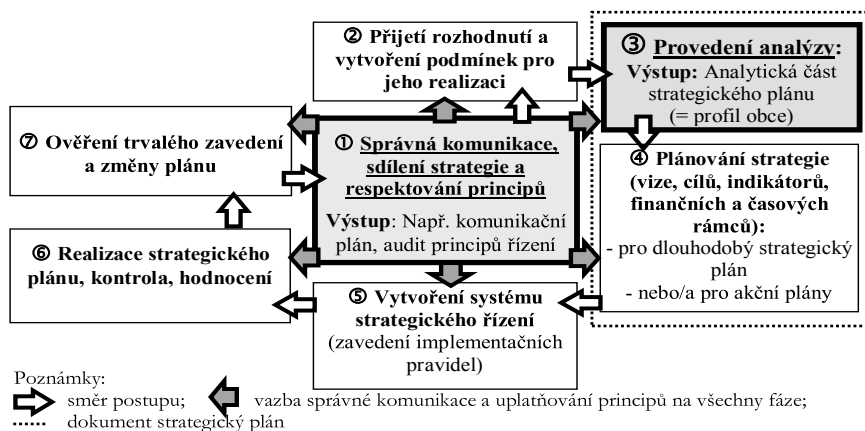 ② Přijetí rozhodnutí a
vytvoření podmínek pro
jeho realizaci
③ Provedení analýzy:
Výstup: Analytická část
strategického plánu
(= profil obce)
⑦ Ověření trvalého zavedení
a změny plánu
① Správná komunikace,
sdílení strategie a
respektování principů
Výstup: Např. komunikační
plán, audit principů řízení
④ Plánování strategie
(vize, cílů, indikátorů,
finančních a časových
rámců):
- pro dlouhodobý strategický
plán
- nebo/a pro akční plány
⑥ Realizace strategického
plánu, kontrola, hodnocení
⑤ Vytvoření systému
strategického řízení
(zavedení implementačních
pravidel)
Poznámky:
směr postupu; vazba správné komunikace a uplatňování principů na všechny fáze;
dokument strategický plán